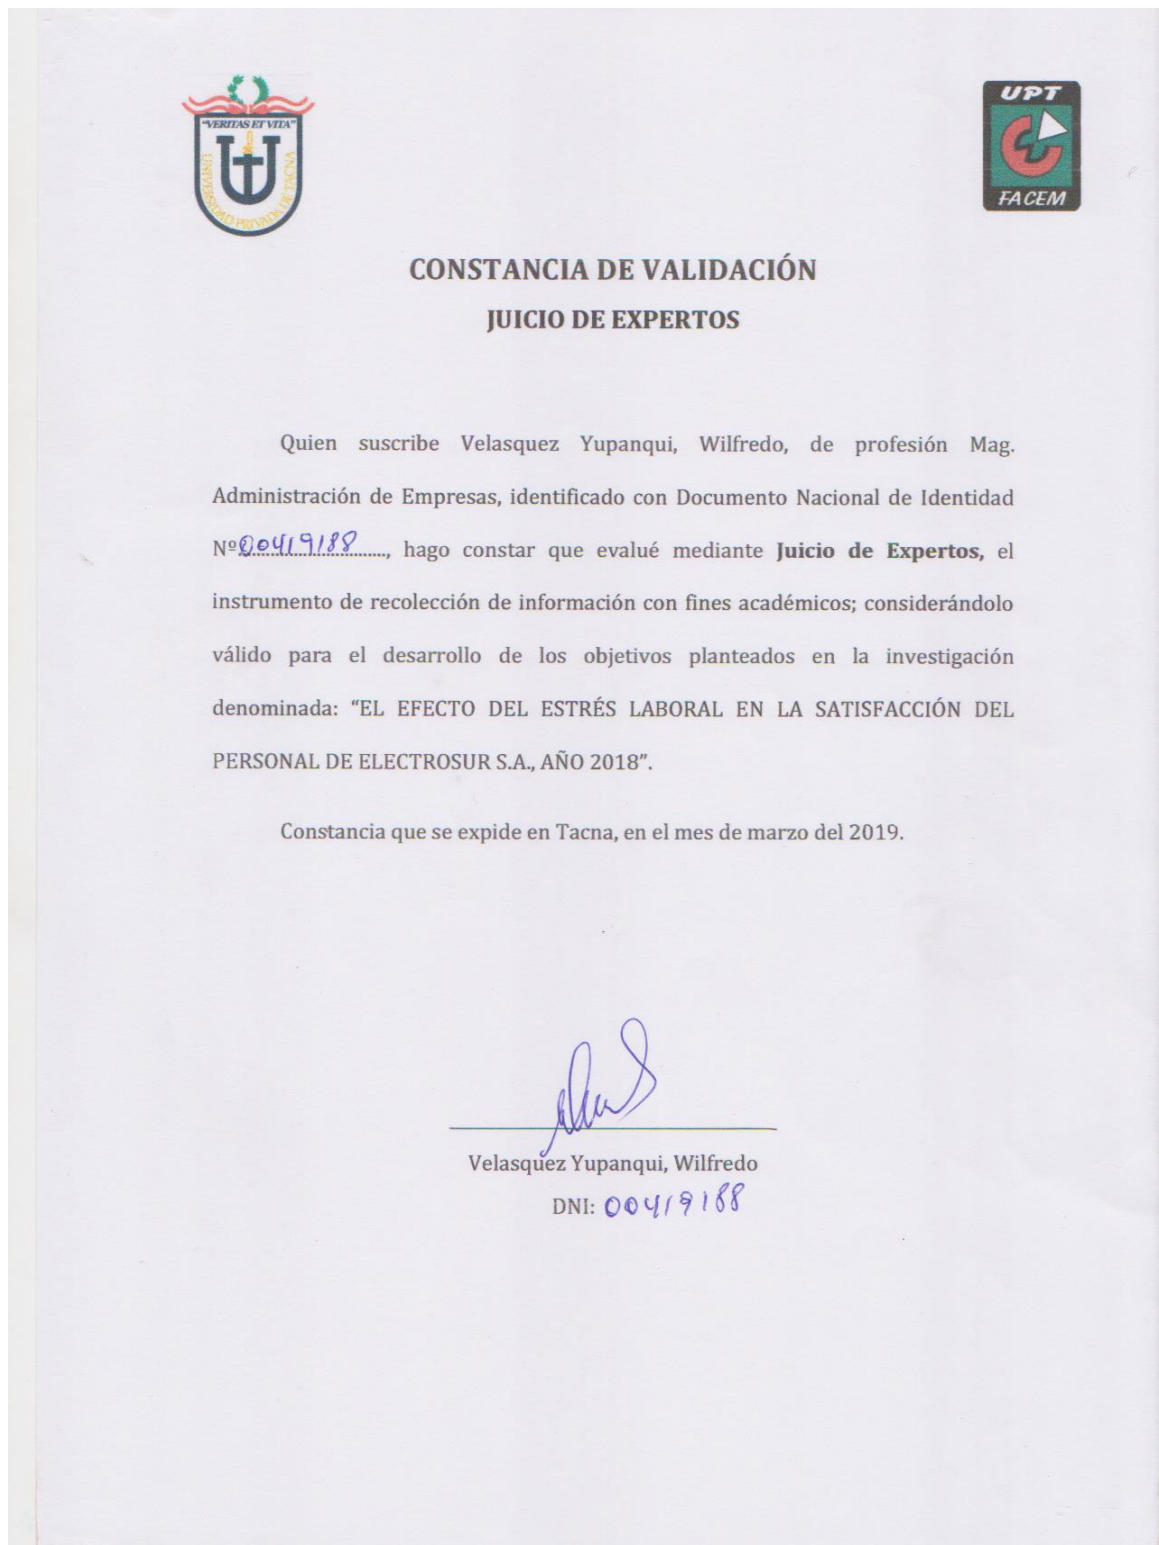 "VERITAS ET VITA"
UNIVERSIDAD PRIVADA DE TACNA
UPT
FACEM
CONSTANCIA DE VALIDACIÓN
JUICIO DE EXPERTOS
Quien suscribe Velasquez Yupanqui, Wilfredo, de profesión Mag.
Administración de Empresas, identificado con Documento Nacional de Identidad
Nº00419188, hago constar que evalué mediante Juicio de Expertos, el
instrumento de recolección de información con fines académicos; considerándolo
válido para el desarrollo de los objetivos planteados en la investigación
denominada: “EL EFECTO DEL ESTRÉS LABORAL EN LA SATISFACCIÓN DEL
PERSONAL DE ELECTROSUR S.A., AÑO 2018”.
Constancia que se expide en Tacna, en el mes de marzo del 2019.
Velasquez Yupanqui, Wilfredo
DNI: 00419188